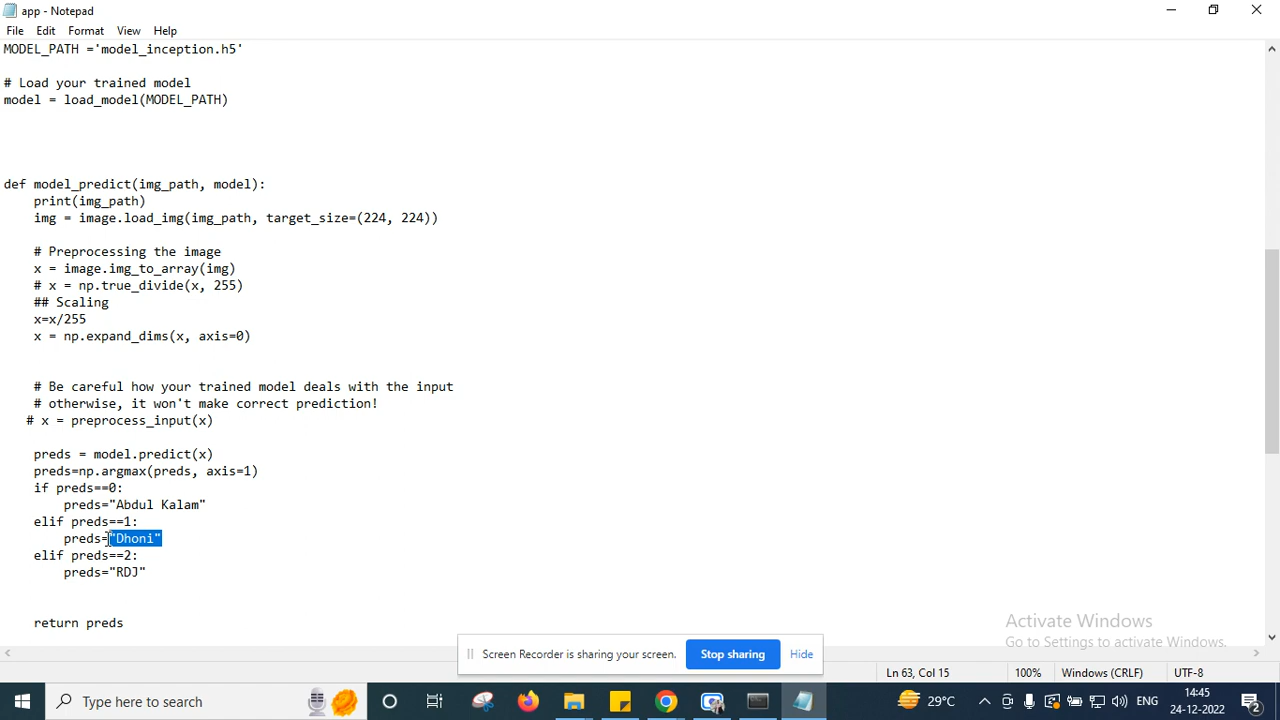 app - Notepad
File Edit Format View Help
MODEL_PATH ='model_inception.h5'
# Load your trained model
model = load_model(MODEL_PATH)
def model_predict(img_path, model):
    print(img_path)
    img = image.load_img(img_path, target_size=(224, 224))
    # Preprocessing the image
    x = image.img_to_array(img)
    # x = np.true_divide(x, 255)
    ## Scaling
    x=x/255
    x = np.expand_dims(x, axis=0)
    # Be careful how your trained model deals with the input
    # otherwise, it won't make correct prediction!
   # x = preprocess_input(x)
    preds = model.predict(x)
    preds=np.argmax(preds, axis=1)
    if preds==0:
        preds="Abdul Kalam"
    elif preds==1:
        preds="Dhoni"
    elif preds==2:
        preds="RDJ"
    return preds
Activate Windows
Go to Settings to activate Windows.
Screen Recorder is sharing your screen. Stop sharing Hide
Ln 63, Col 15 100% Windows (CRLF) UTF-8
Type here to search 29°C ENG 14:45
24-12-2022 2